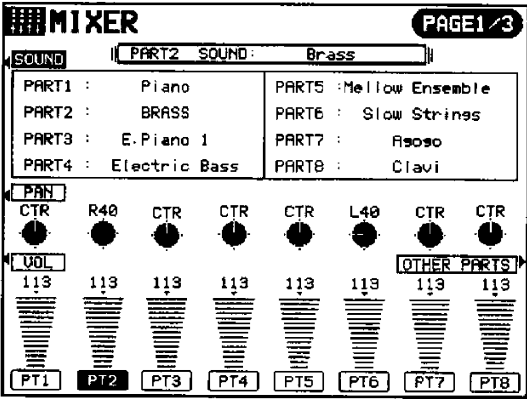 MIXER PAGE1/3
SOUND PART2 SOUND: Brass
PART1 : Piano PART5 :Mellow Ensemble
PART2 : BRASS PART6 : Slow Strings
PART3 : E.Piano 1 PART7 : Agogo
PART4 : Electric Bass PART8 : Clavi
PAN
CTR R40 CTR CTR CTR L40 CTR CTR
VOL OTHER PARTS
113 113 113 113 113 113 113 113
PT1 PT2 PT3 PT4 PT5 PT6 PT7 PT8